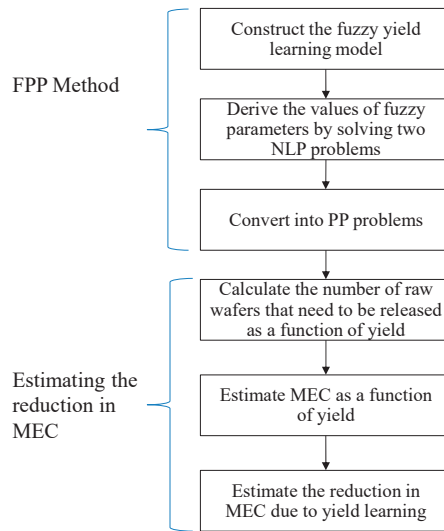 FPP Method
Construct the fuzzy yield
learning model
Derive the values of fuzzy
parameters by solving two
NLP problems
Convert into PP problems
Estimating the
reduction in
MEC
Calculate the number of raw
wafers that need to be released
as a function of yield
Estimate MEC as a function
of yield
Estimate the reduction in
MEC due to yield learning